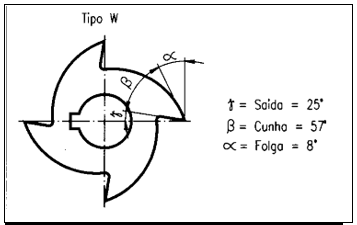 Tipo W
α
β
γ
γ = Saída = 25°
β = Cunha = 57°
α = Folga = 8°